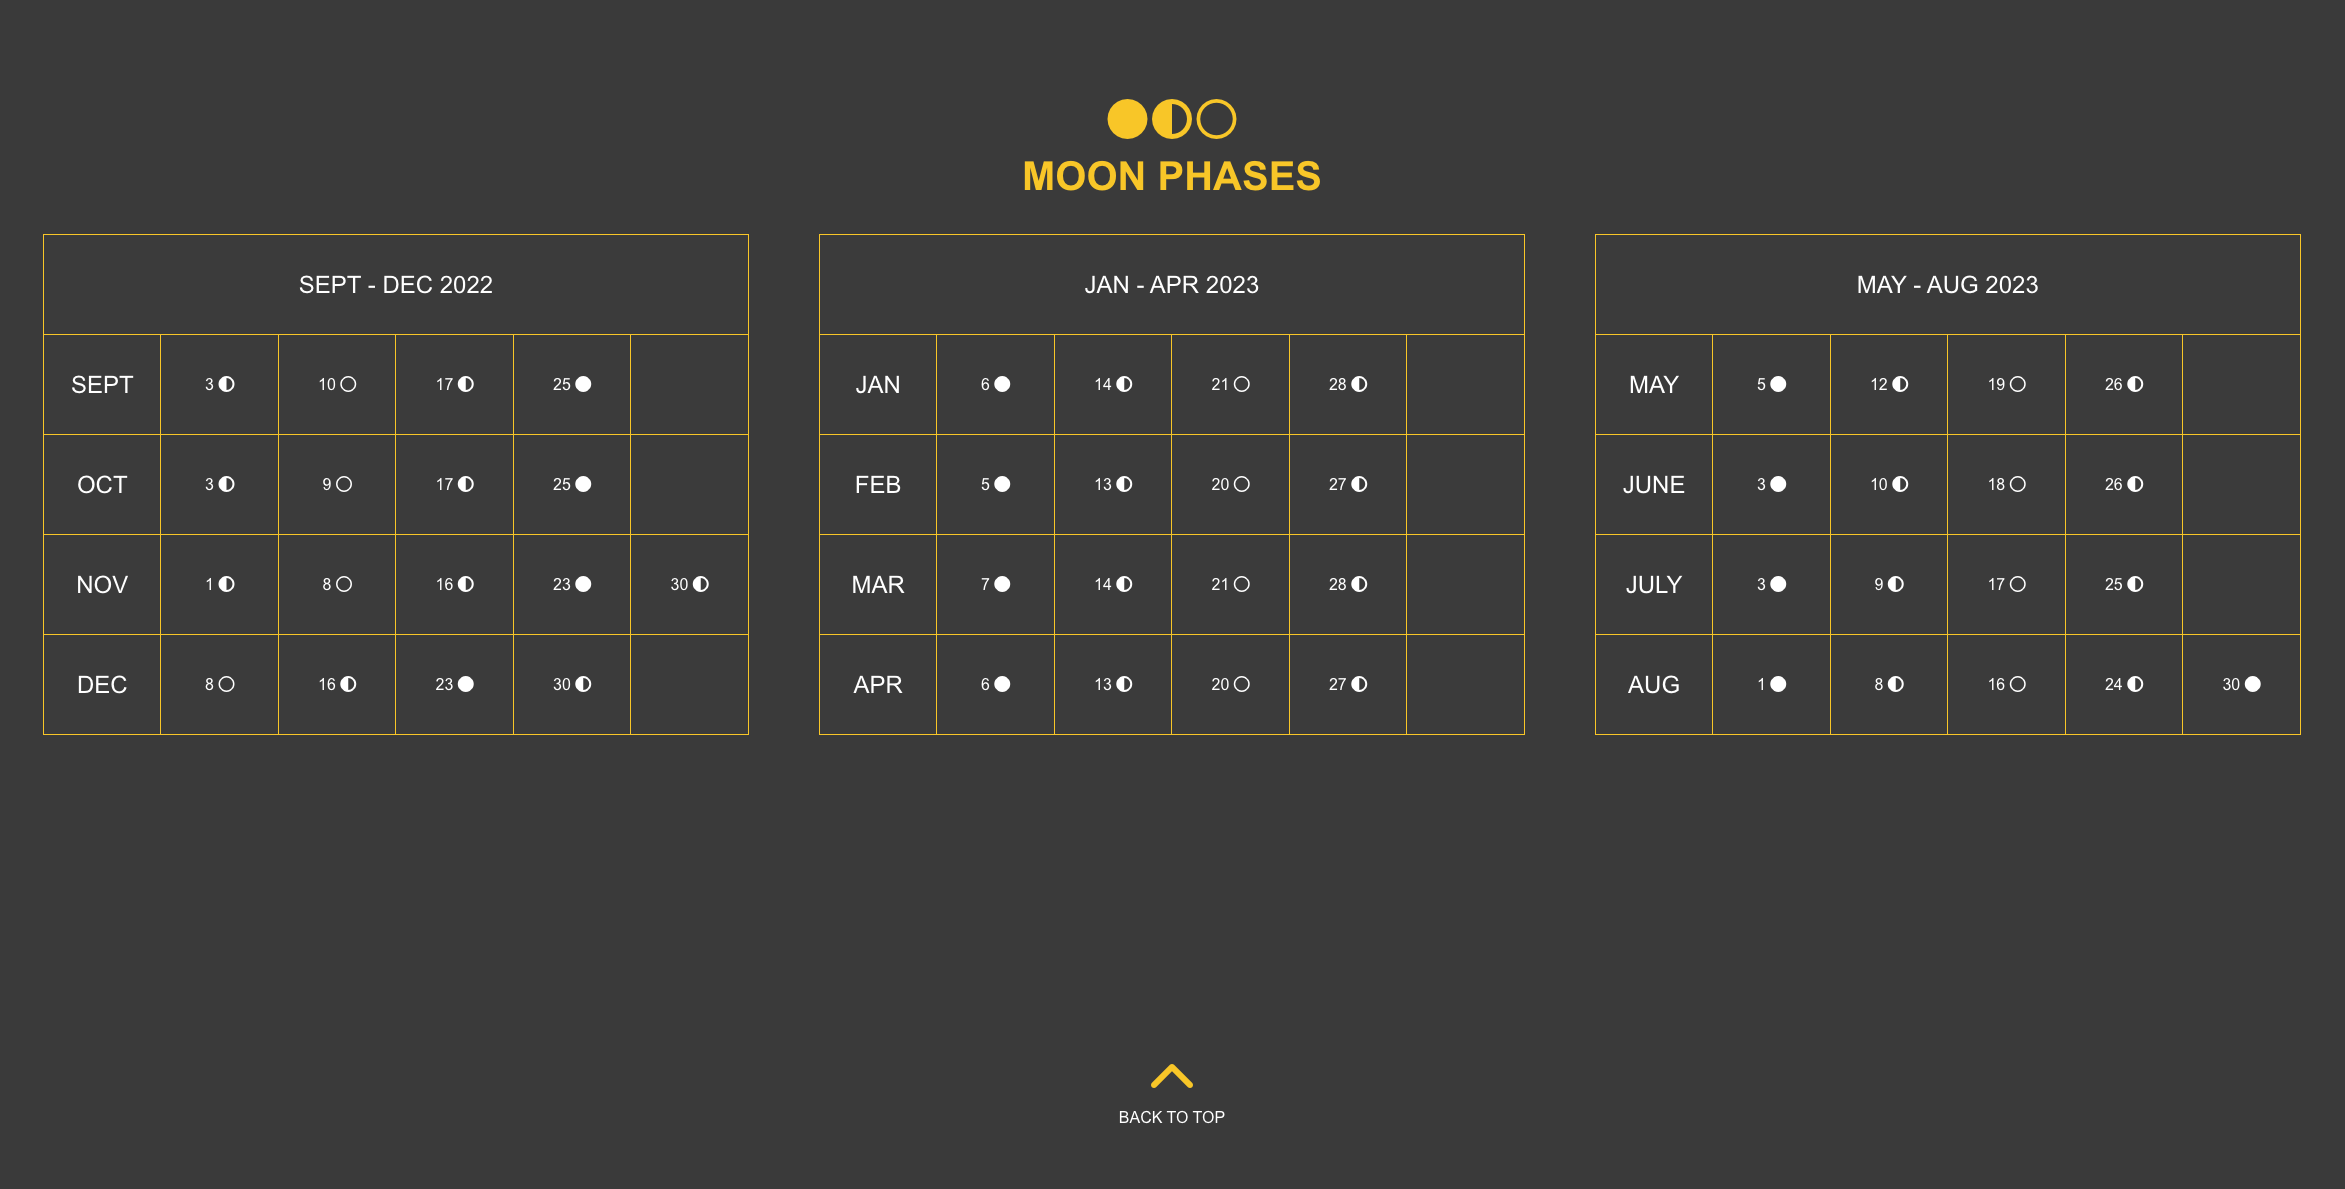 MOON PHASES
SEPT - DEC 2022
SEPT 3 10 17 25
OCT 3 9 17 25
NOV 1 8 16 23 30
DEC 8 16 23 30
JAN - APR 2023
JAN 6 14 21 28
FEB 5 13 20 27
MAR 7 14 21 28
APR 6 13 20 27
MAY - AUG 2023
MAY 5 12 19 26
JUNE 3 10 18 26
JULY 3 9 17 25
AUG 1 8 16 24 30
BACK TO TOP